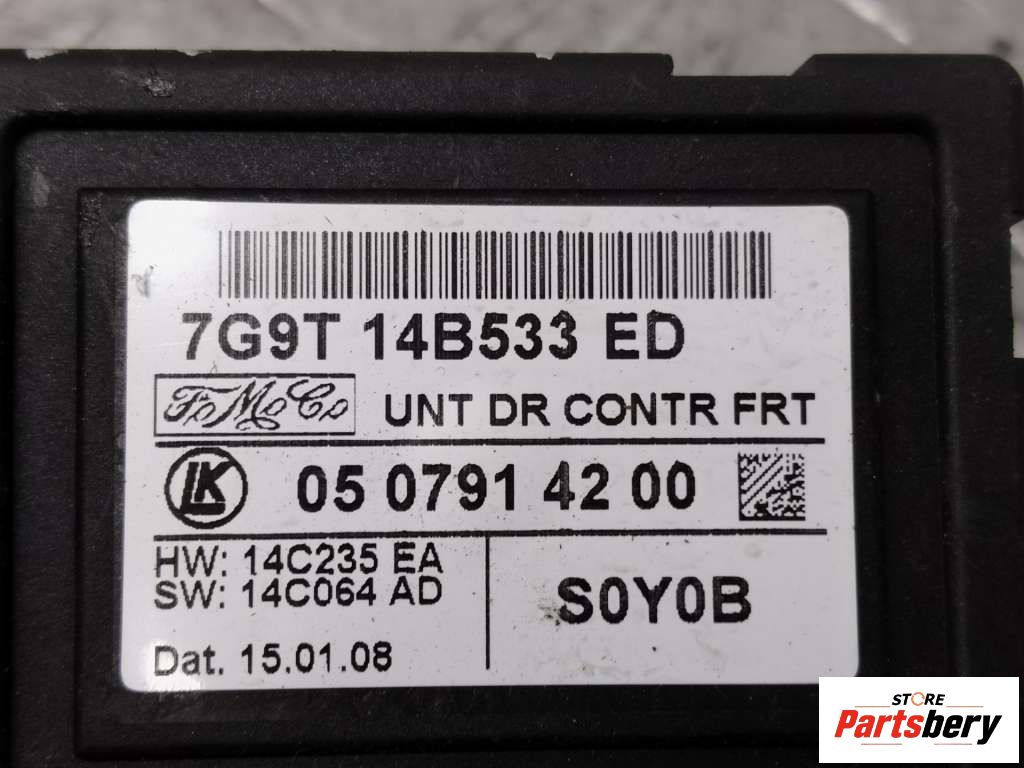 7G9T 14B533 ED
FoMoCo UNT DR CONTR FRT
LK 05 0791 42 00
HW: 14C235 EA
SW: 14C064 AD
S0Y0B
Dat. 15.01.08
STORE
Partsbery